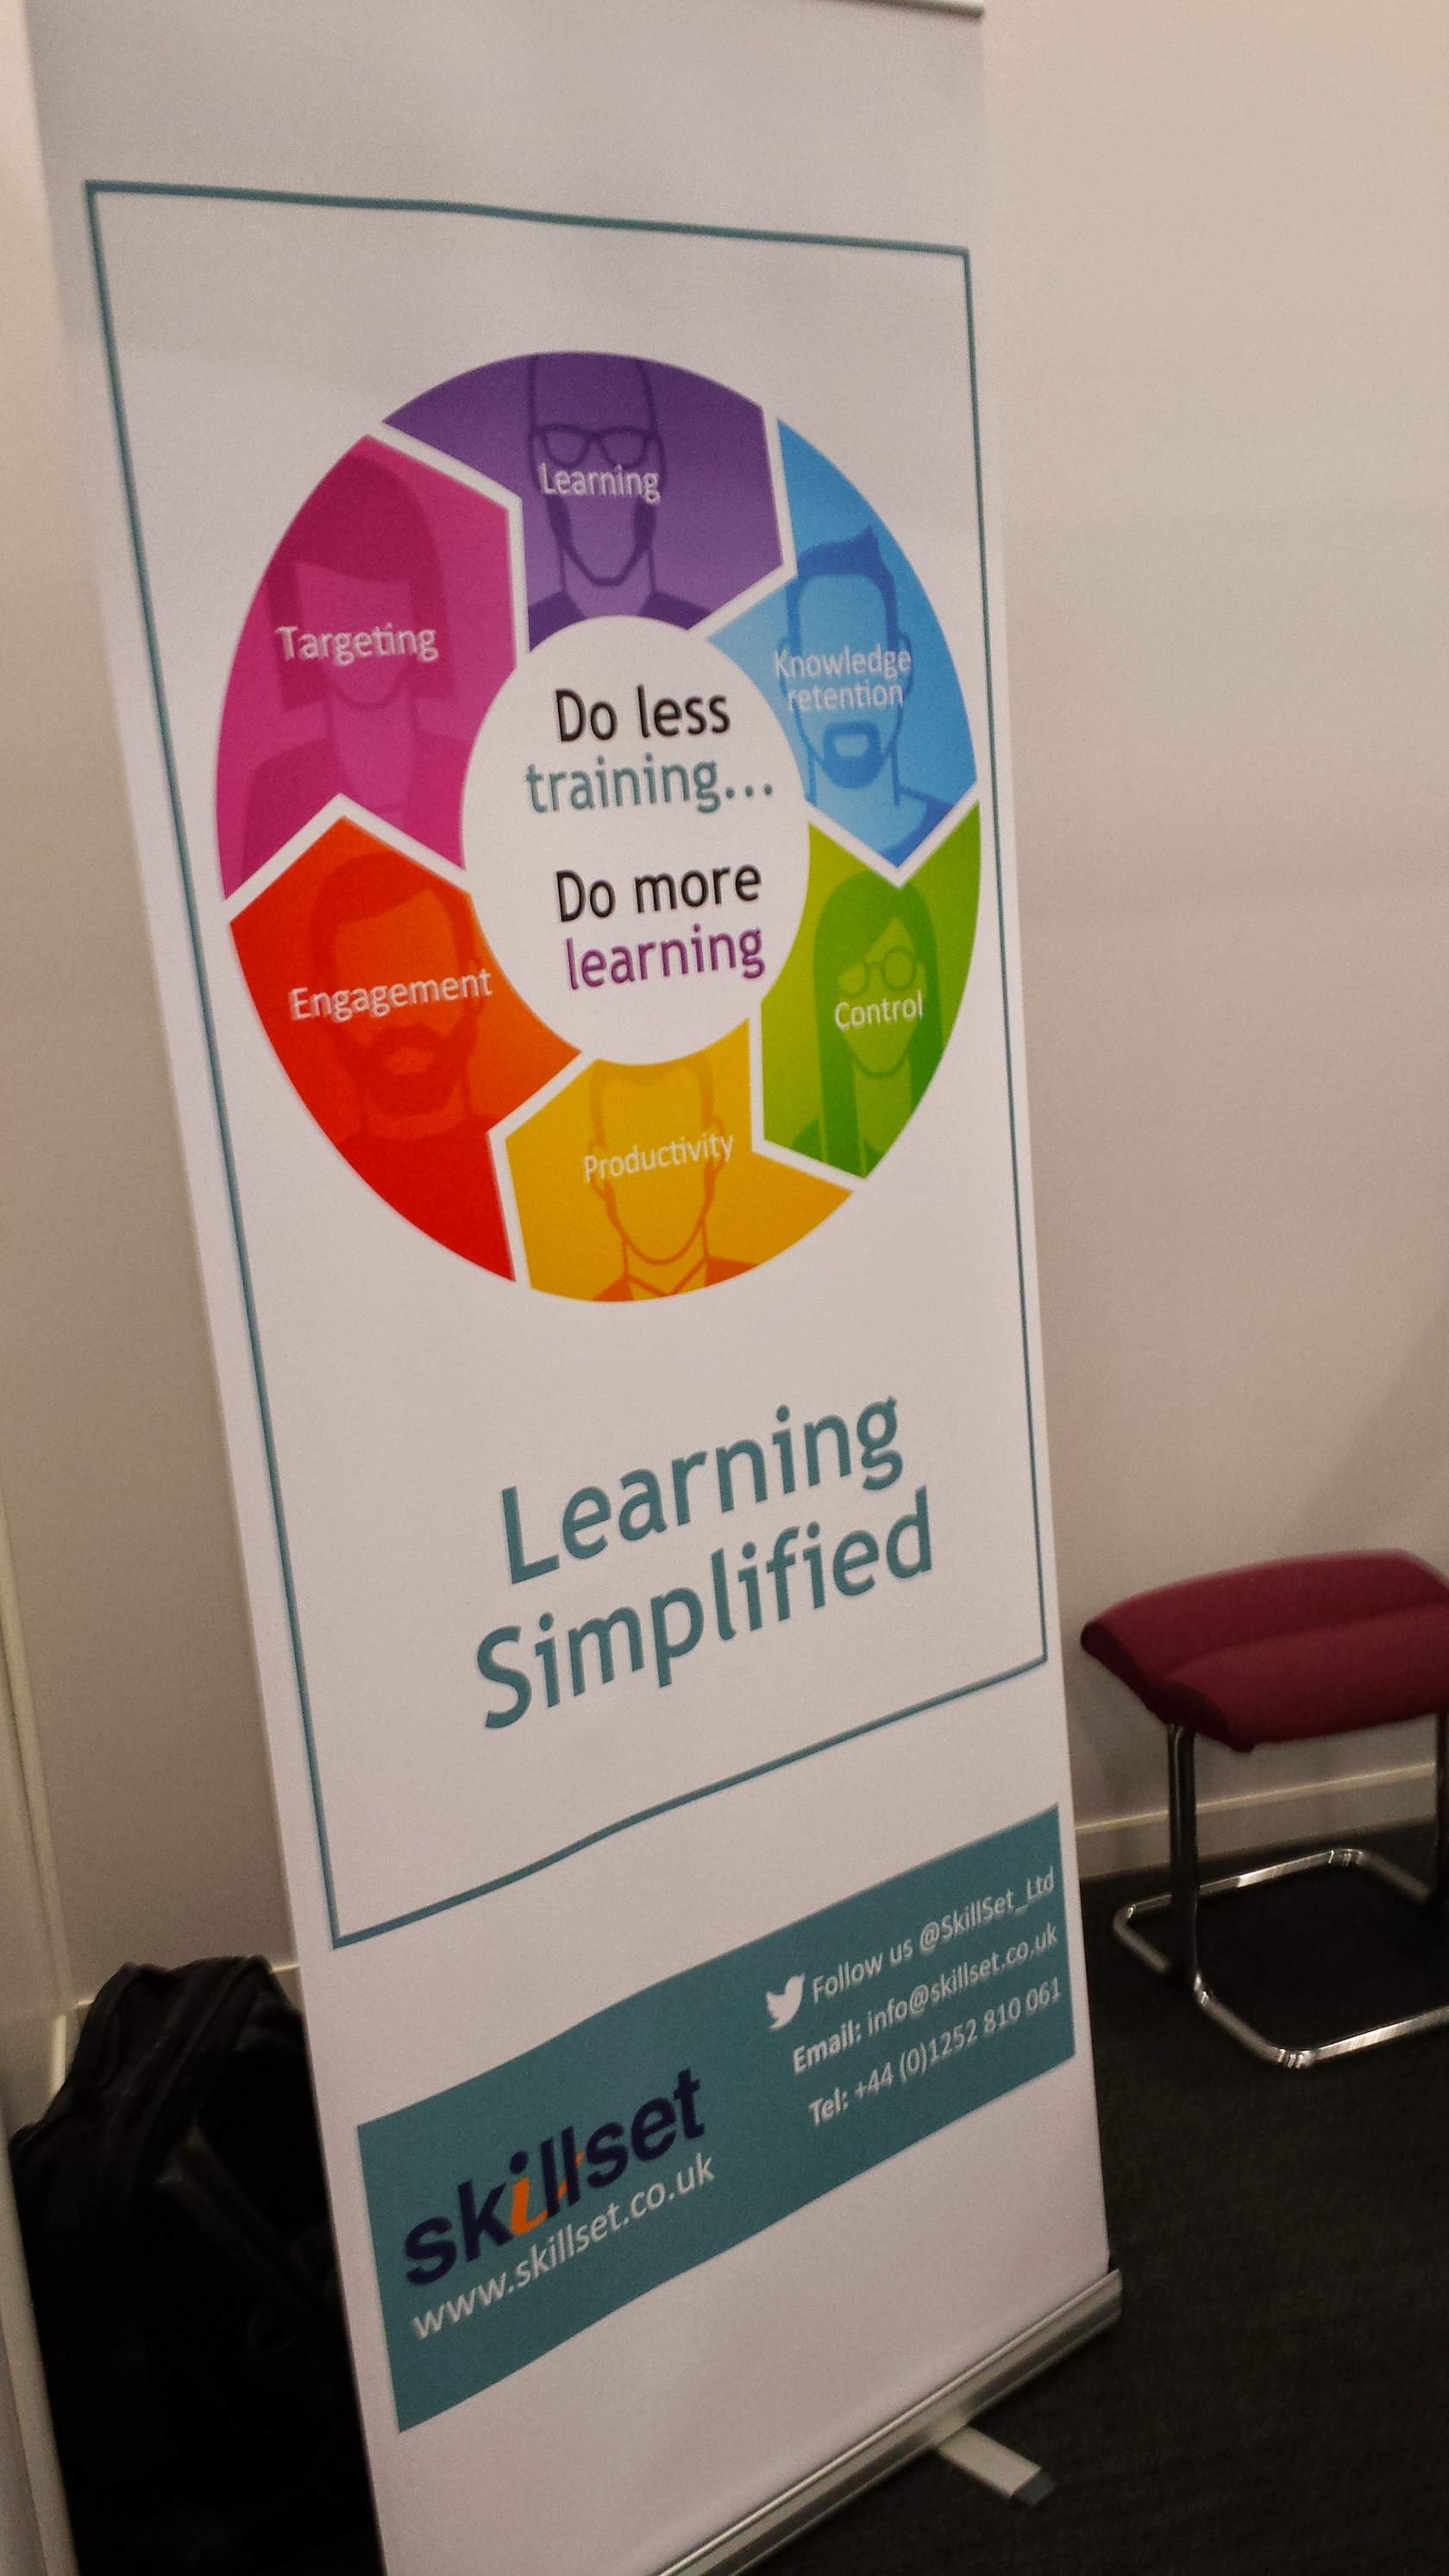 Learning
Targeting
Knowledge
retention
Do less
training...
Do more
learning
Engagement
Control
Productivity
Learning
Simplified
Follow us @SkillSet_Ltd
Email: info@skillset.co.uk
Tel: +44 (0)1252 810 061
skillset
www.skillset.co.uk